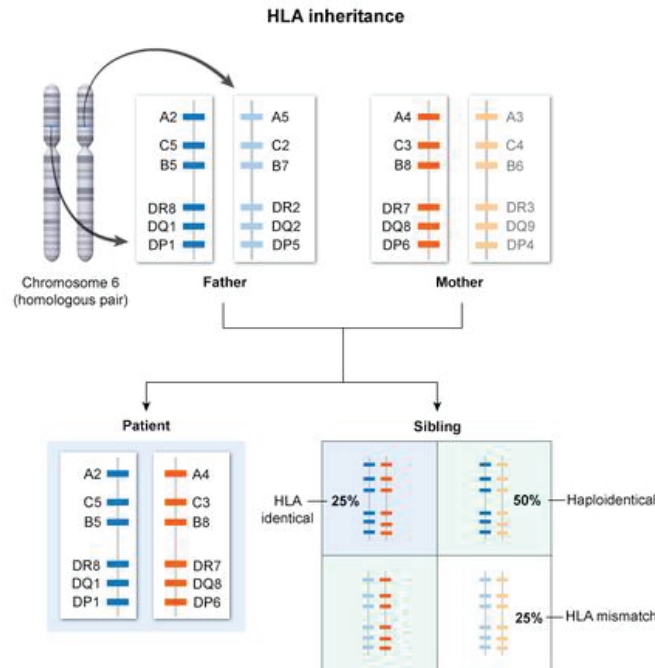 HLA inheritance
A2
C5
B5
DR8
DQ1
DP1
A5
C2
B7
DR2
DQ2
DP5
A4
C3
B8
DR7
DQ8
DP6
A3
C4
B6
DR3
DQ9
DP4
Chromosome 6
(homologous pair)
Father
Mother
Patient
A2
C5
B5
DR8
DQ1
DP1
A4
C3
B8
DR7
DQ8
DP6
Sibling
HLA
identical
25%
50%
Haploidentical
25%
HLA mismatch